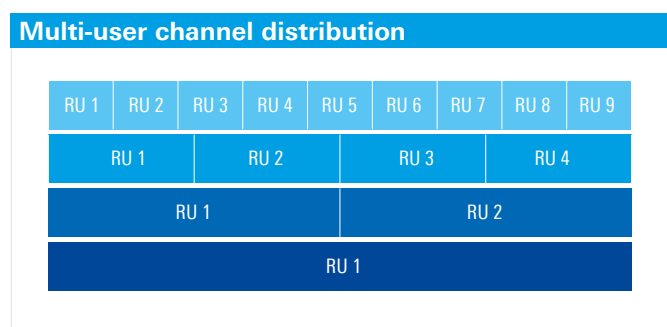 Multi-user channel distribution
RU 1 RU 2 RU 3 RU 4 RU 5 RU 6 RU 7 RU 8 RU 9
RU 1 RU 2 RU 3 RU 4
RU 1 RU 2
RU 1